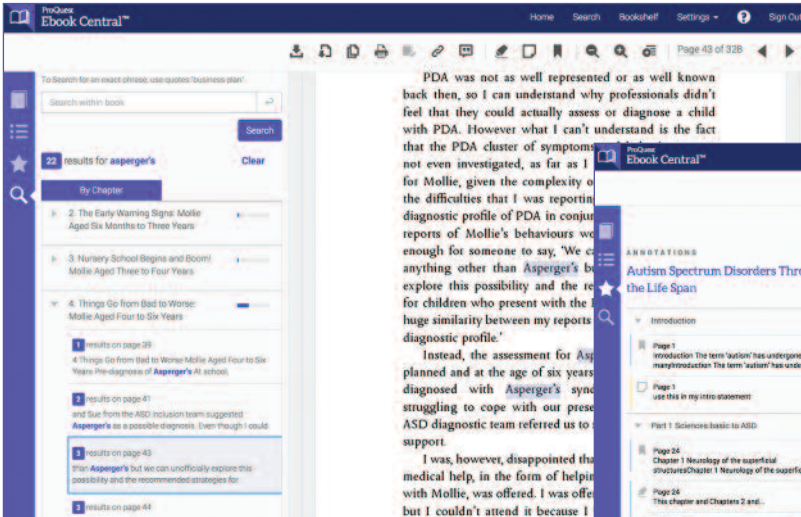 ProQuest
Ebook Central™
Home Search Bookshelf Settings ? Sign Out
Page 43 of 328
To Search for an exact phrase, use quotes 'business plan'.
Search within book
Search
22 results for asperger's Clear
By Chapter
2. The Early Warning Signs: Mollie
Aged Six Months to Three Years
3. Nursery School Begins and Boom!
Mollie Aged Three to Four Years
4. Things Go from Bad to Worse:
Mollie Aged Four to Six Years
1 results on page 39
4 Things Go from Bad to Worse Mollie Aged Four to Six
Years Pre-diagnosis of Asperger's At school,
2 results on page 41
and Sue from the ASD inclusion team suggested
Asperger's as a possible diagnosis. Even though I could
3 results on page 43
than Asperger's but we can unofficially explore this
possibility and the recommended strategies for
3 results on page 44
PDA was not as well represented or as well known
back then, so I can understand why professionals didn't
feel that they could actually assess or diagnose a child
with PDA. However what I can't understand is the fact
that the PDA cluster of symptoms
not even investigated, as far as I
for Mollie, given the complexity o
the difficulties that I was reportin
diagnostic profile of PDA in conjun
reports of Mollie's behaviours we
enough for someone to say, 'We ca
anything other than Asperger's bu
explore this possibility and the re
for children who present with the
huge similarity between my reports
diagnostic profile.'
Instead, the assessment for Asp
planned and at the age of six years
diagnosed with Asperger's synd
struggling to cope with our prese
ASD diagnostic team referred us to
support.
I was, however, disappointed tha
medical help, in the form of helpin
with Mollie, was offered. I was offe
but I couldn't attend it because I
ProQuest
Ebook Central™
ANNOTATIONS
Autism Spectrum Disorders Thro
the Life Span
Introduction
Page 1
Introduction The term 'autism' has undergone
manyIntroduction The term 'autism' has unde
Page 1
use this in my intro statement
Part 1 Sciences basic to ASD
Page 24
Chapter 1 Neurology of the superficial
structuresChapter 1 Neurology of the superfic
Page 24
This chapter and Chapters 2 and...